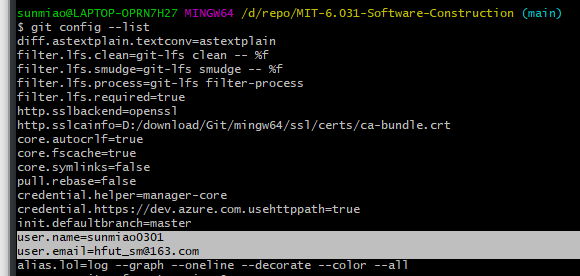 sunmiao@LAPTOP-OPRN7H27 MINGW64 /d/repo/MIT-6.031-Software-Construction (main)
$ git config --list
diff.astextplain.textconv=astextplain
filter.lfs.clean=git-lfs clean -- %f
filter.lfs.smudge=git-lfs smudge -- %f
filter.lfs.process=git-lfs filter-process
filter.lfs.required=true
http.sslbackend=openssl
http.sslcainfo=D:/download/Git/mingw64/ssl/certs/ca-bundle.crt
core.autocrlf=true
core.fscache=true
core.symlinks=false
pull.rebase=false
credential.helper=manager-core
credential.https://dev.azure.com.usehttppath=true
init.defaultbranch=master
user.name=sunmiao0301
user.email=hfut_sm@163.com
alias.lol=log --graph --oneline --decorate --color --all